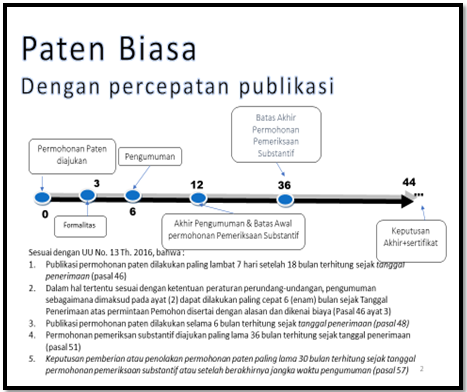 Paten Biasa
Dengan percepatan publikasi
Batas Akhir
Permohonan
Pemeriksaan
Substantif
Permohonan Paten
diajukan
Pengumuman
3
12
36
44
...
0
6
Formalitas
Akhir Pengumuman & Batas Awal
permohonan Pemeriksaan Substantif
Keputusan
Akhir+sertifikat
Sesuai dengan UU No. 13 Th. 2016, bahwa :
1. Publikasi permohonan paten dilakukan paling lambat 7 hari setelah 18 bulan terhitung sejak tanggal
penerimaan (pasal 46)
2. Dalam hal tertentu sesuai dengan ketentuan peraturan perundang-undangan, pengumuman
sebagaimana dimaksud pada ayat (2) dapat dilakukan paling cepat 6 (enam) bulan sejak Tanggal
Penerimaan atas permintaan Pemohon disertai dengan alasan dan dikenai biaya (Pasal 46 ayat 3)
3. Publikasi permohonan paten dilakukan selama 6 bulan terhitung sejak tanggal penerimaan (pasal 48)
4. Permohonan pemeriksan substantif diajukan paling lama 36 bulan terhitung sejak tanggal penerimaan
(pasal 51)
5. Keputusan pemberian atau penolakan permohonan paten paling lama 30 bulan terhitung sejak tanggal
permohonan pemeriksaan substantif atau setelah berakhirnya jangka waktu pengumuman (pasal 57)
2